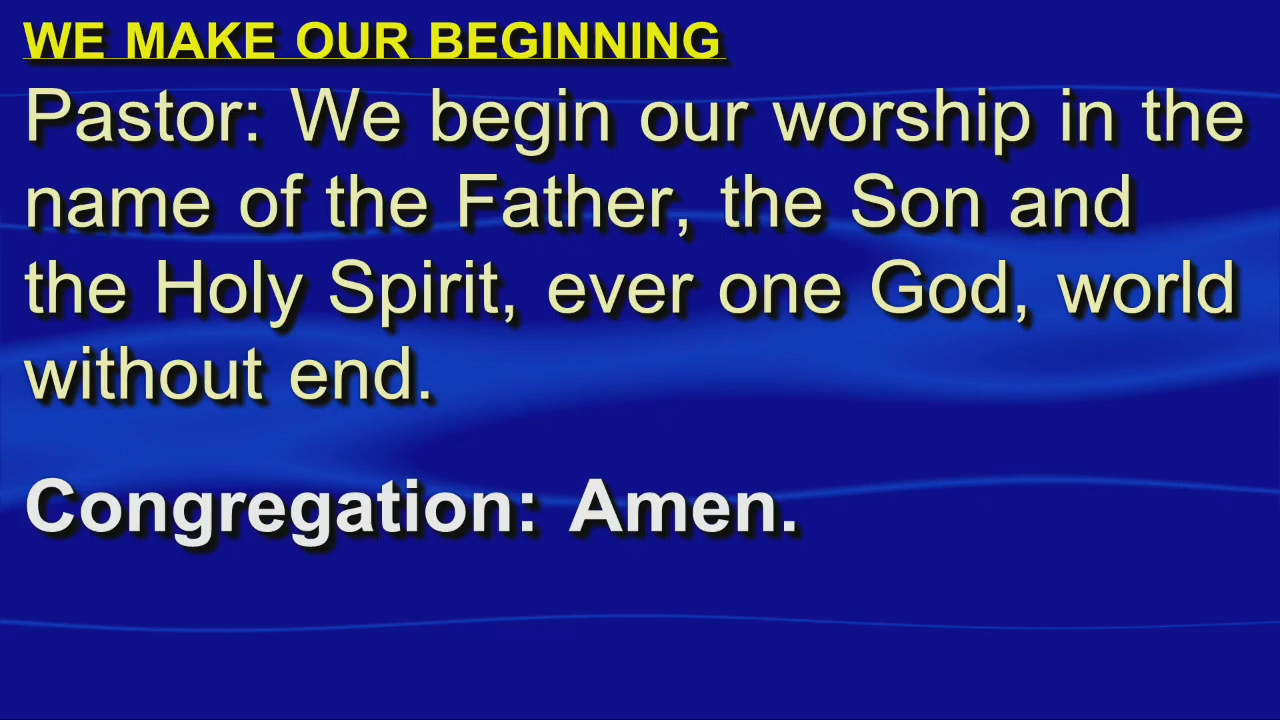 WE MAKE OUR BEGINNING
Pastor: We begin our worship in the
name of the Father, the Son and
the Holy Spirit, ever one God, world
without end.
Congregation: Amen.